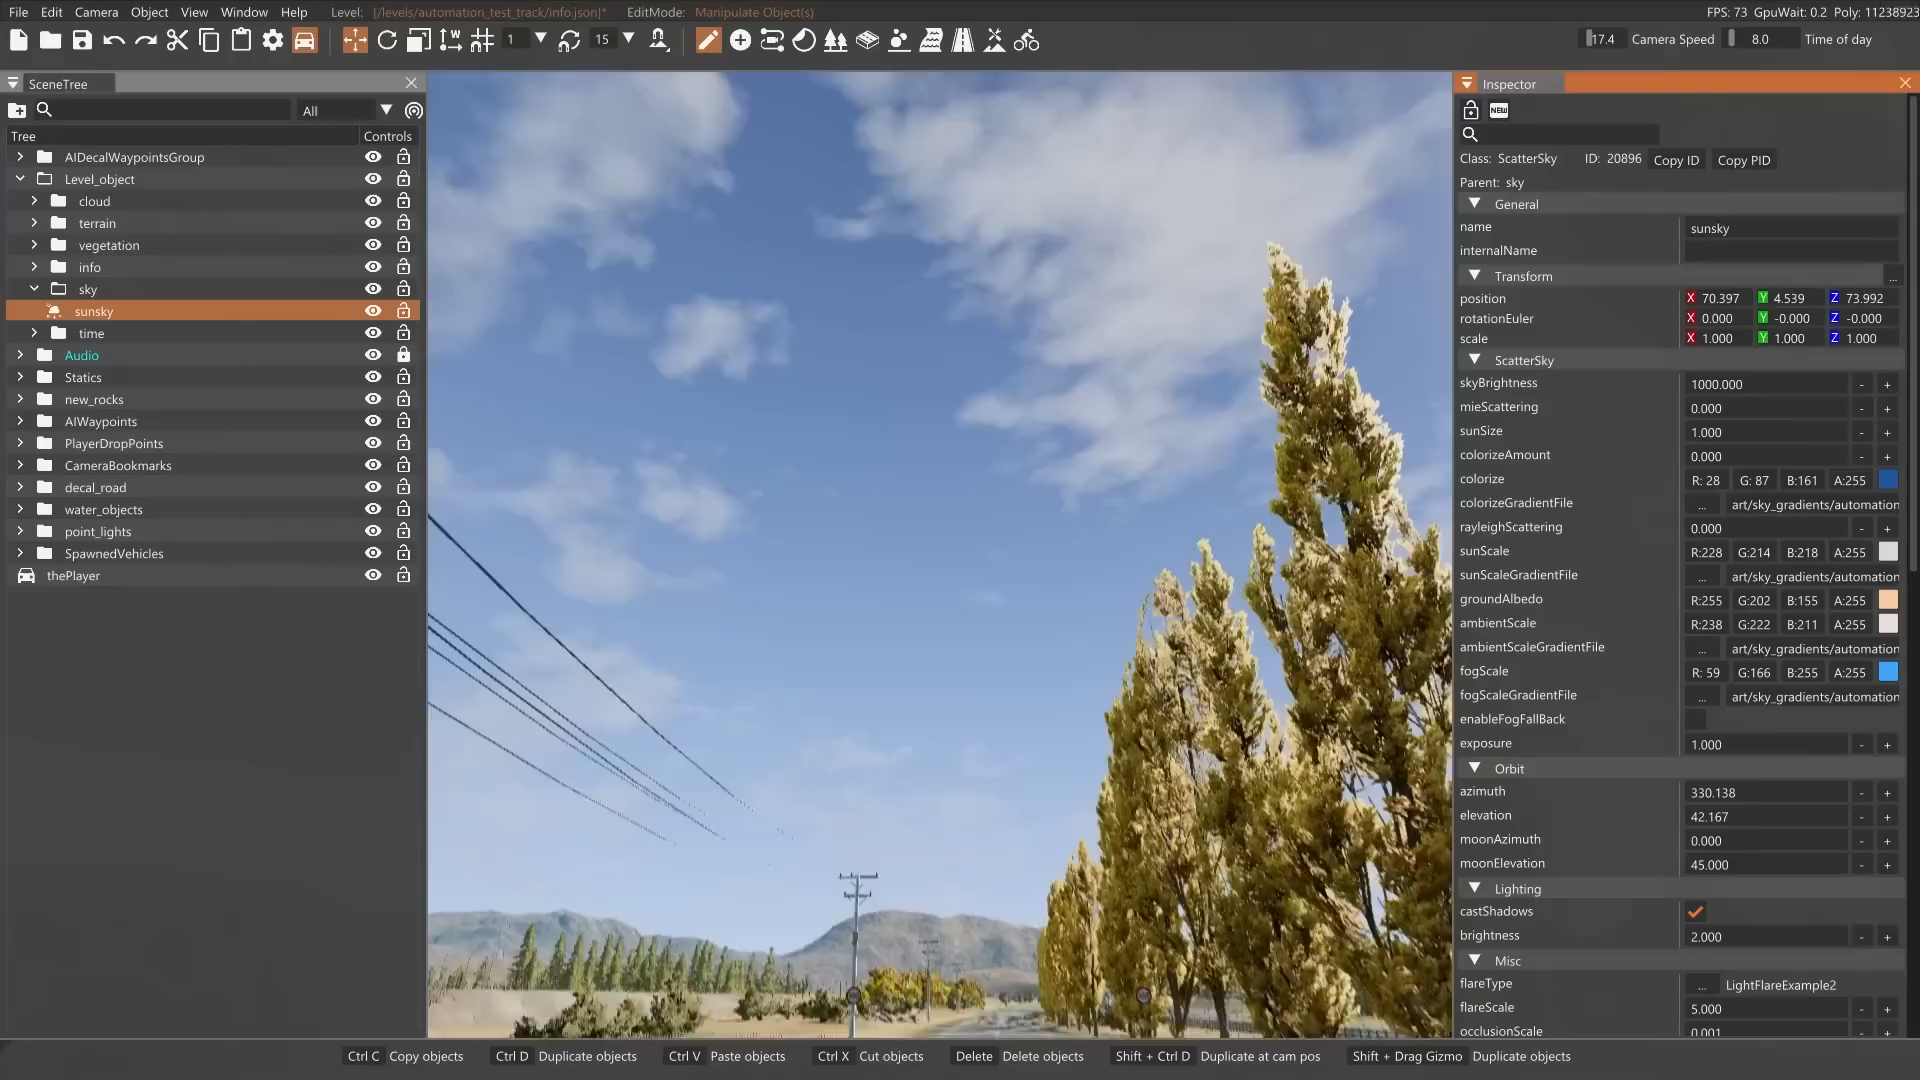 File Edit Camera Object View Window Help Level: [/levels/automation_test_track/info.json]* EditMode: Manipulate Object(s) FPS: 73 GpuWait: 0.2 Poly: 11238923
1 15 17.4 Camera Speed 8.0 Time of day
SceneTree
All
Tree Controls
AIDecalWaypointsGroup
Level_object
cloud
terrain
vegetation
info
sky
sunsky
time
Audio
Statics
new_rocks
AIWaypoints
PlayerDropPoints
CameraBookmarks
decal_road
water_objects
point_lights
SpawnedVehicles
thePlayer
Inspector
NEW
Class: ScatterSky ID: 20896 Copy ID Copy PID
Parent: sky
General
name sunsky
internalName
Transform ...
position X 70.397 Y 4.539 Z 73.992
rotationEuler X 0.000 Y -0.000 Z -0.000
scale X 1.000 Y 1.000 Z 1.000
ScatterSky
skyBrightness 1000.000 - +
mieScattering 0.000 - +
sunSize 1.000 - +
colorizeAmount 0.000 - +
colorize R: 28 G: 87 B:161 A:255
colorizeGradientFile ... art/sky_gradients/automation
rayleighScattering 0.000 - +
sunScale R:228 G:214 B:218 A:255
sunScaleGradientFile ... art/sky_gradients/automation
groundAlbedo R:255 G:202 B:155 A:255
ambientScale R:238 G:222 B:211 A:255
ambientScaleGradientFile ... art/sky_gradients/automation
fogScale R: 59 G:166 B:255 A:255
fogScaleGradientFile ... art/sky_gradients/automation
enableFogFallBack
exposure 1.000 - +
Orbit
azimuth 330.138 - +
elevation 42.167 - +
moonAzimuth 0.000 - +
moonElevation 45.000 - +
Lighting
castShadows
brightness 2.000 - +
Misc
flareType ... LightFlareExample2
flareScale 5.000 - +
occlusionScale 0.001 - +
Ctrl C Copy objects Ctrl D Duplicate objects Ctrl V Paste objects Ctrl X Cut objects Delete Delete objects Shift + Ctrl D Duplicate at cam pos Shift + Drag Gizmo Duplicate objects